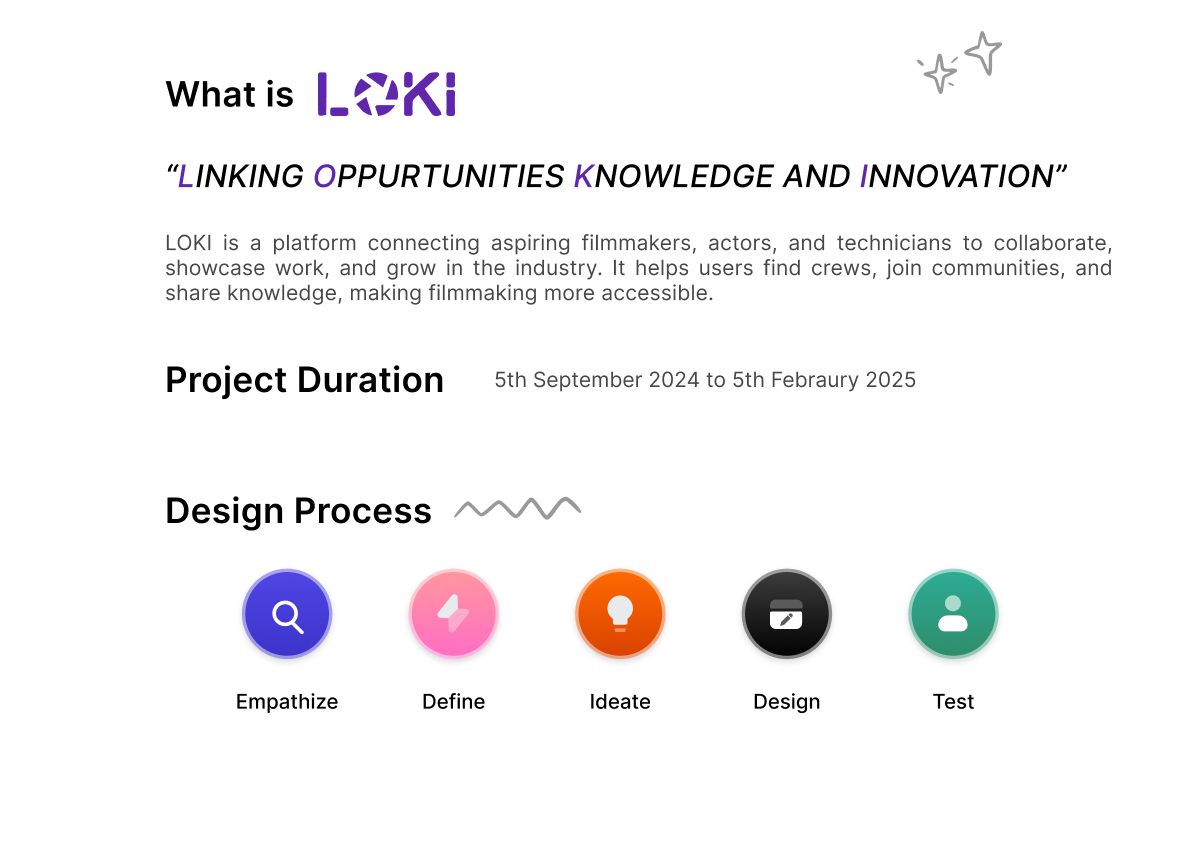 What is LOKi
“LINKING OPPURTUNITIES KNOWLEDGE AND INNOVATION”
LOKI is a platform connecting aspiring filmmakers, actors, and technicians to collaborate,
showcase work, and grow in the industry. It helps users find crews, join communities, and
share knowledge, making filmmaking more accessible.
Project Duration 5th September 2024 to 5th Febraury 2025
Design Process
Empathize Define Ideate Design Test